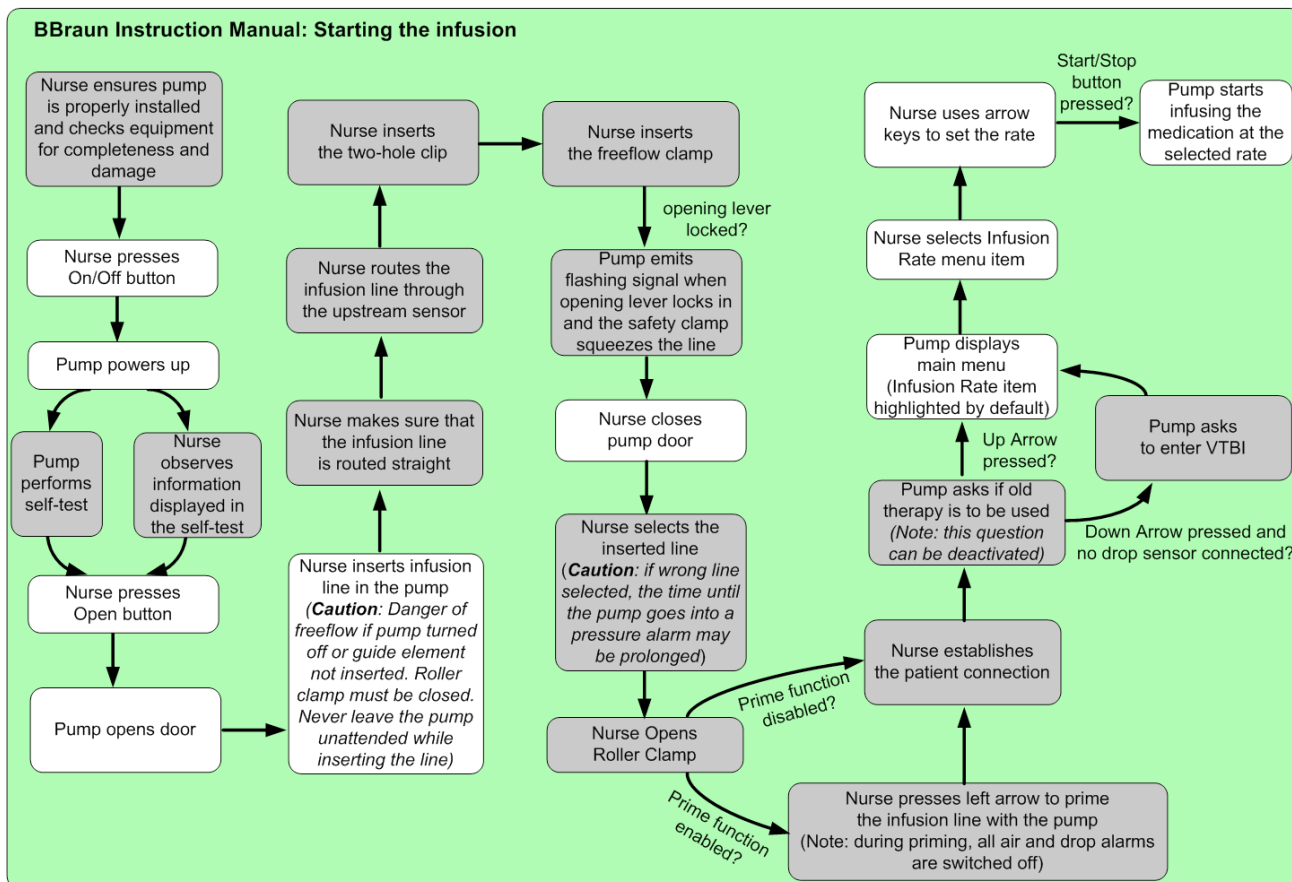 BBraun Instruction Manual: Starting the infusion
Nurse ensures pump
is properly installed
and checks equipment
for completeness and
damage
Nurse presses
On/Off button
Pump powers up
Pump
performs
self-test
Nurse
observes
information
displayed in
the self-test
Nurse presses
Open button
Pump opens door
Nurse inserts infusion
line in the pump
(Caution: Danger of
freeflow if pump turned
off or guide element
not inserted. Roller
clamp must be closed.
Never leave the pump
unattended while
inserting the line)
Nurse makes sure that
the infusion line
is routed straight
Nurse routes the
infusion line through
the upstream sensor
Nurse inserts
the two-hole clip
Nurse inserts
the freeflow clamp
opening lever
locked?
Pump emits
flashing signal when
opening lever locks in
and the safety clamp
squeezes the line
Nurse closes
pump door
Nurse selects the
inserted line
(Caution: if wrong line
selected, the time until
the pump goes into a
pressure alarm may
be prolonged)
Nurse Opens
Roller Clamp
Prime function
disabled?
Prime function
enabled?
Nurse presses left arrow to prime
the infusion line with the pump
(Note: during priming, all air and drop alarms
are switched off)
Nurse establishes
the patient connection
Pump asks if old
therapy is to be used
(Note: this question
can be deactivated)
Up Arrow
pressed?
Down Arrow pressed and
no drop sensor connected?
Pump asks
to enter VTBI
Pump displays
main menu
(Infusion Rate item
highlighted by default)
Nurse selects Infusion
Rate menu item
Nurse uses arrow
keys to set the rate
Start/Stop
button
pressed?
Pump starts
infusing the
medication at the
selected rate